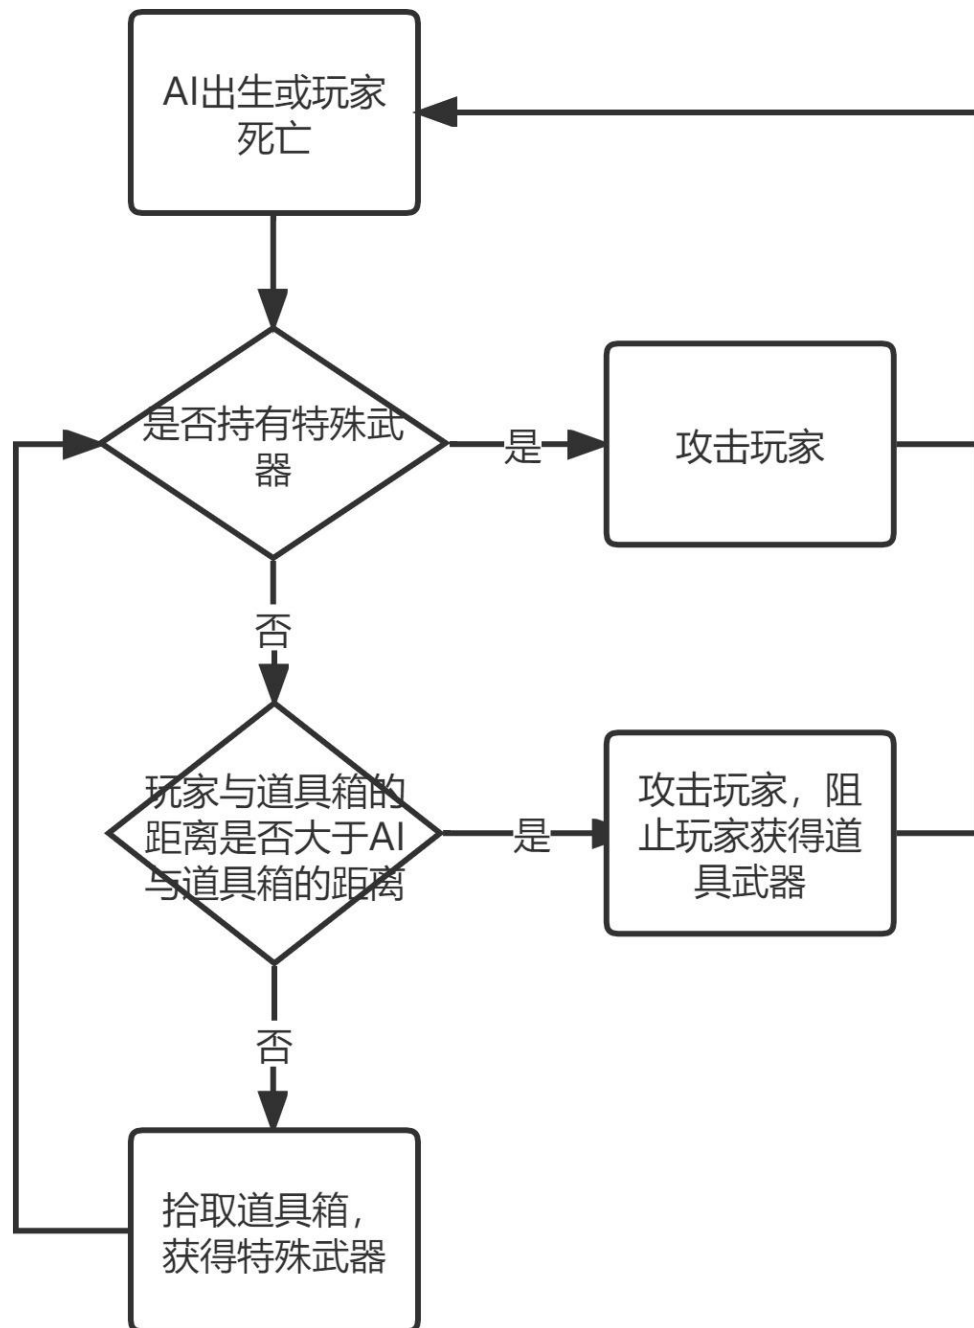 AI出生或玩家
死亡
是否持有特殊武
器
是
攻击玩家
否
玩家与道具箱的
距离是否大于AI
与道具箱的距离
是
攻击玩家，阻
止玩家获得道
具武器
否
拾取道具箱，
获得特殊武器